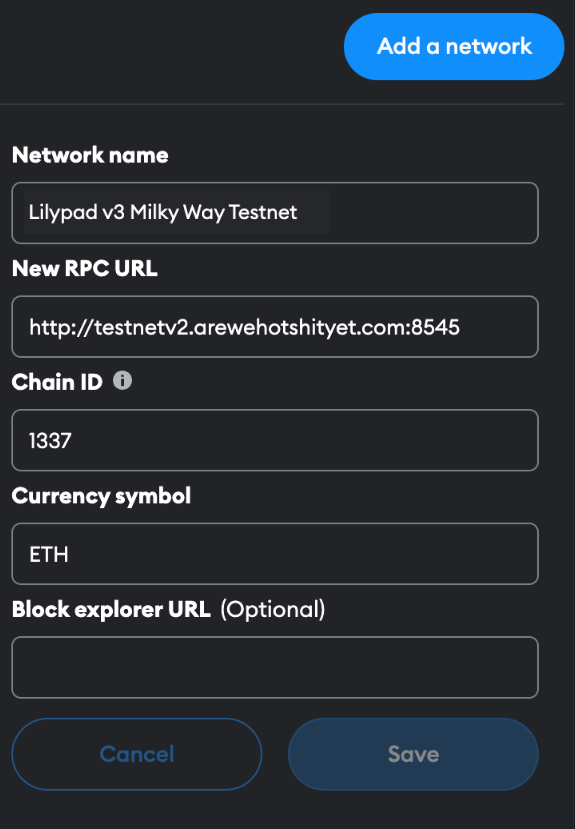 Add a network
Network name
Lilypad v3 Milky Way Testnet
New RPC URL
http://testnetv2.arewehotshityet.com:8545
Chain ID
1337
Currency symbol
ETH
Block explorer URL (Optional)
Cancel
Save